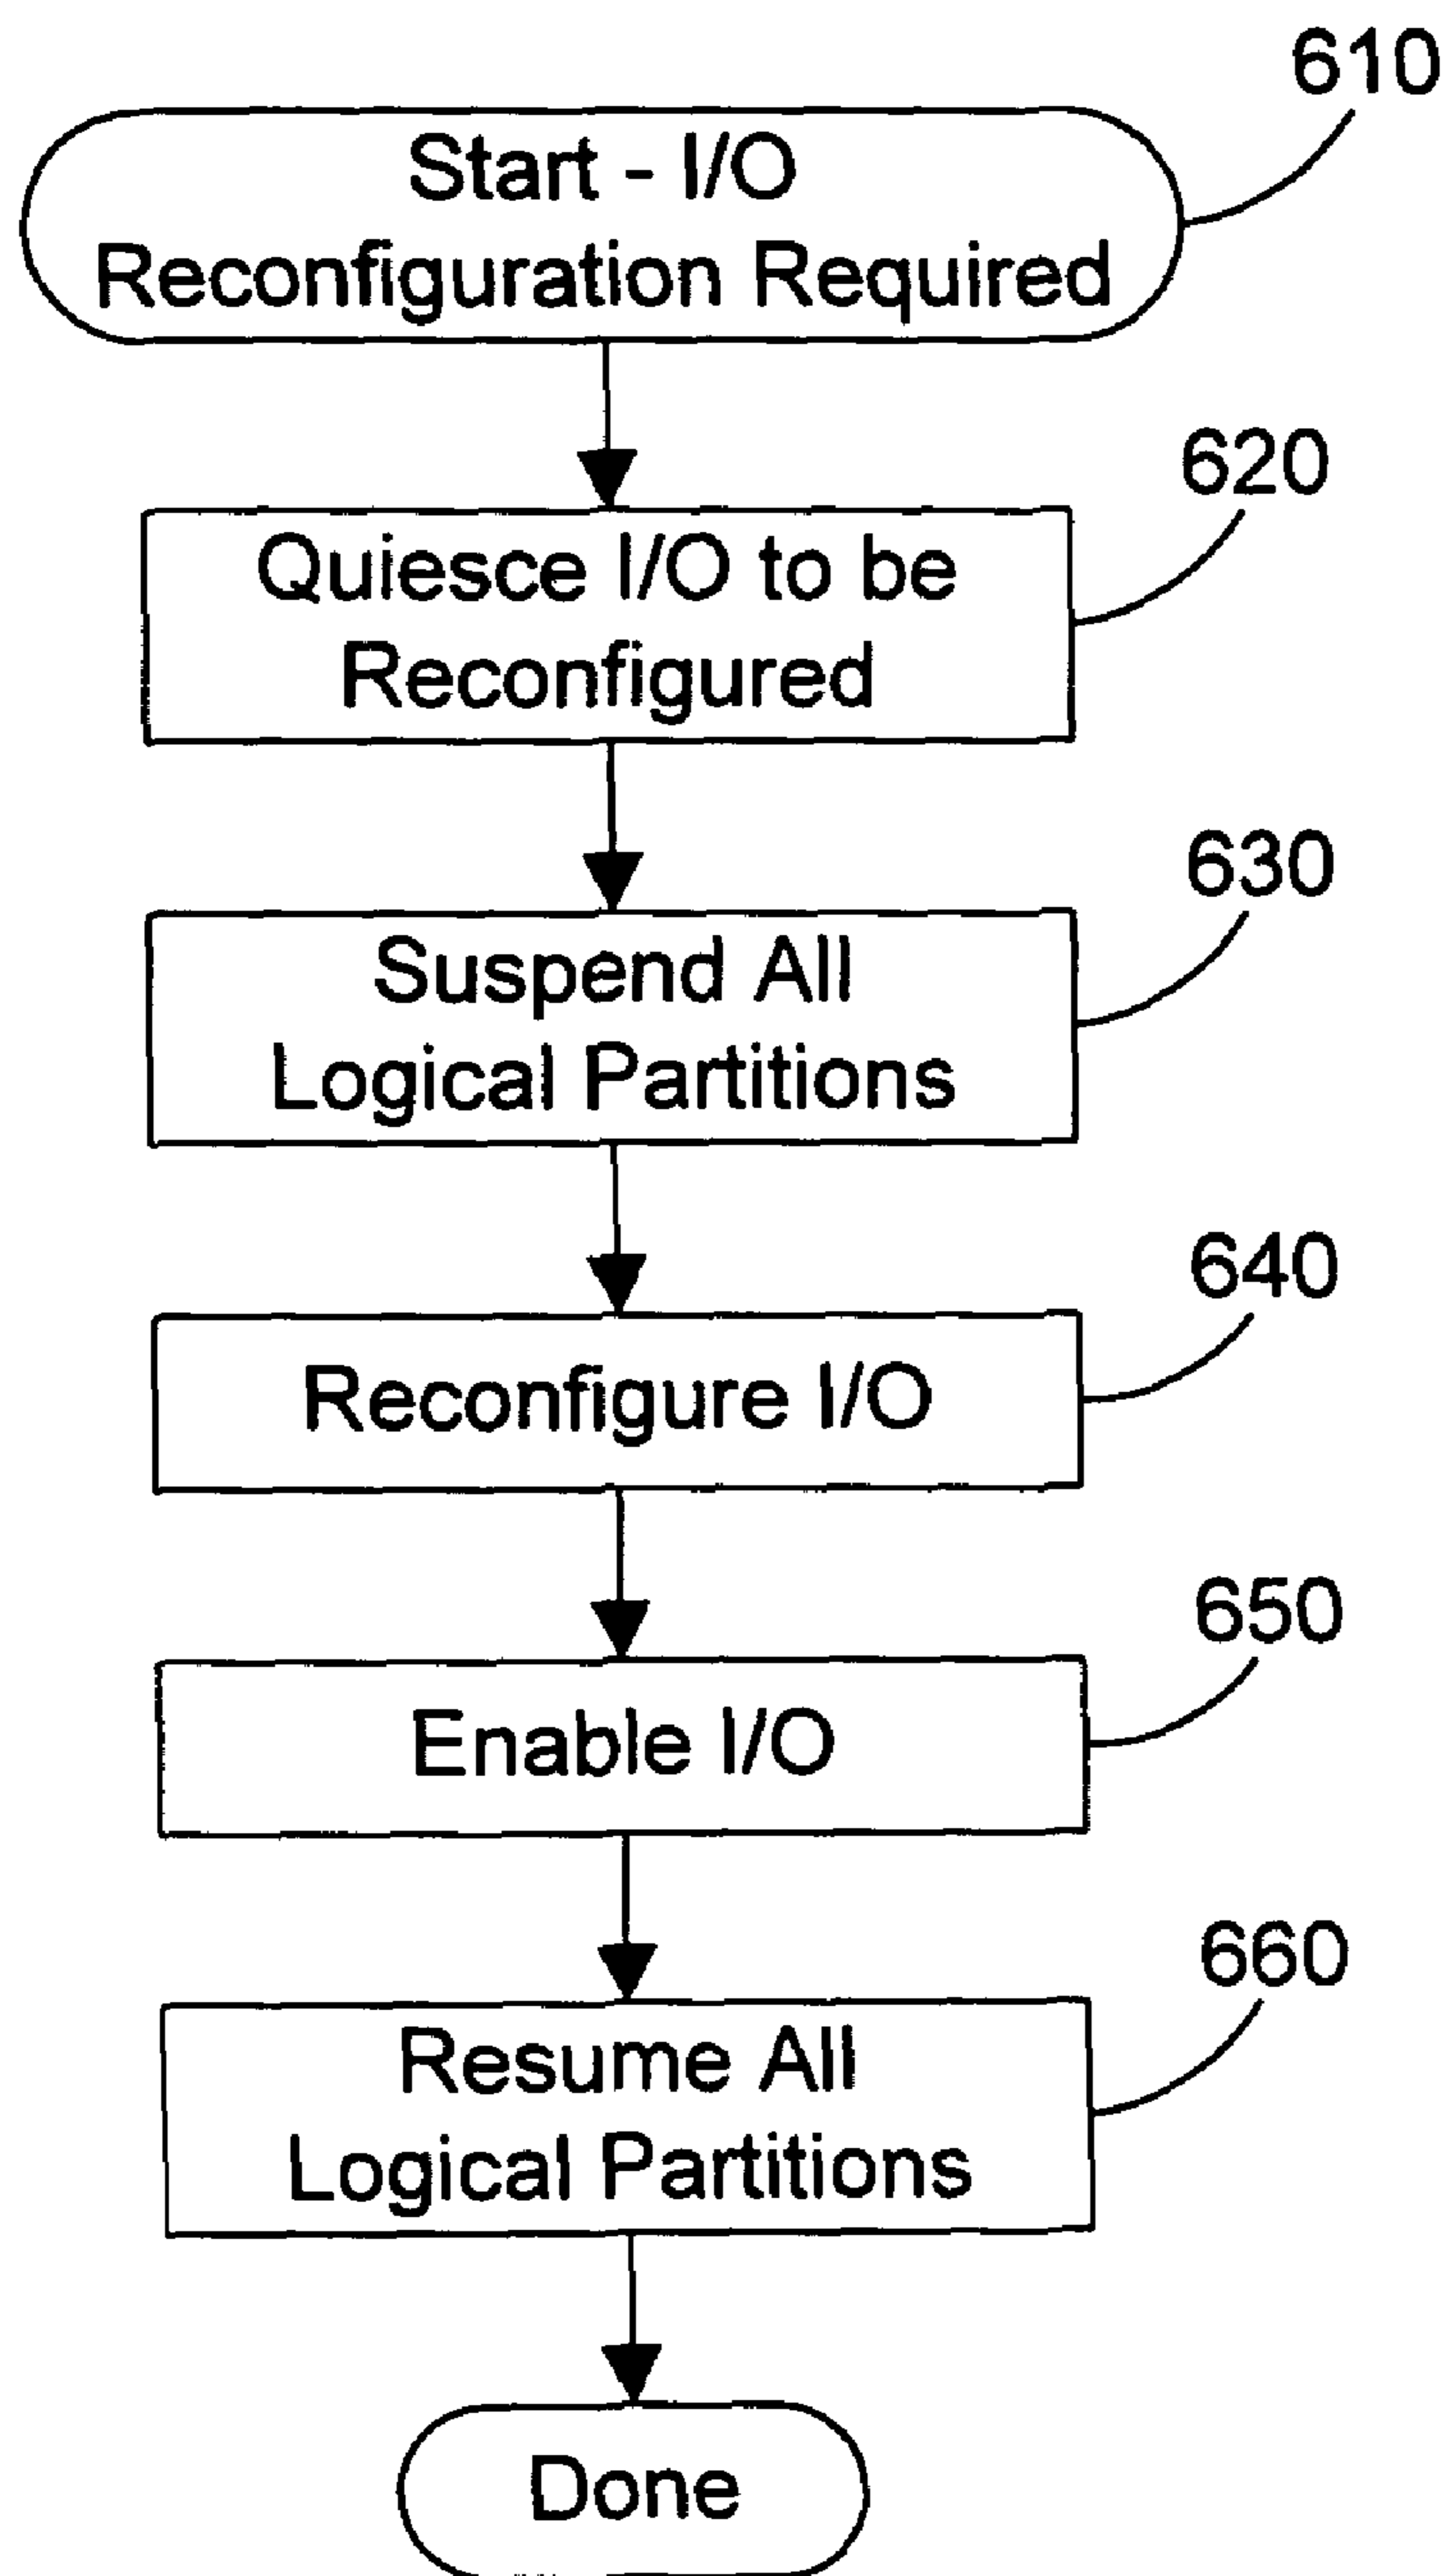 610
Start - I/O
Reconfiguration Required
620
Quiesce I/O to be
Reconfigured
630
Suspend All
Logical Partitions
640
Reconfigure I/O
650
Enable I/O
660
Resume All
Logical Partitions
Done